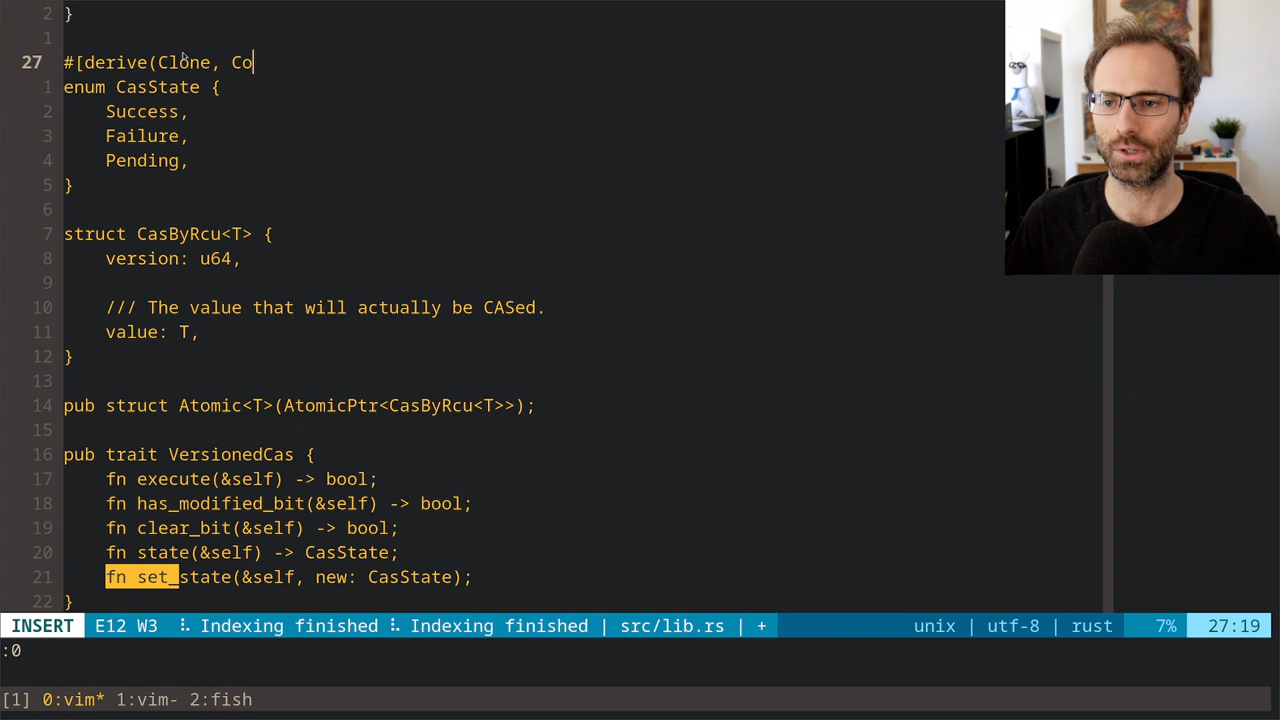 2 }
1
27 #[derive(Clone, Co
1 enum CasState {
2     Success,
3     Failure,
4     Pending,
5 }
6
7 struct CasByRcu<T> {
8     version: u64,
9
10     /// The value that will actually be CASed.
11     value: T,
12 }
13
14 pub struct Atomic<T>(AtomicPtr<CasByRcu<T>>);
15
16 pub trait VersionedCas {
17     fn execute(&self) -> bool;
18     fn has_modified_bit(&self) -> bool;
19     fn clear_bit(&self) -> bool;
20     fn state(&self) -> CasState;
21     fn set_state(&self, new: CasState);
22 }
INSERT E12 W3 ⠧ Indexing finished ⠧ Indexing finished | src/lib.rs | + unix | utf-8 | rust 7% 27:19
:0
[1] 0:vim* 1:vim- 2:fish